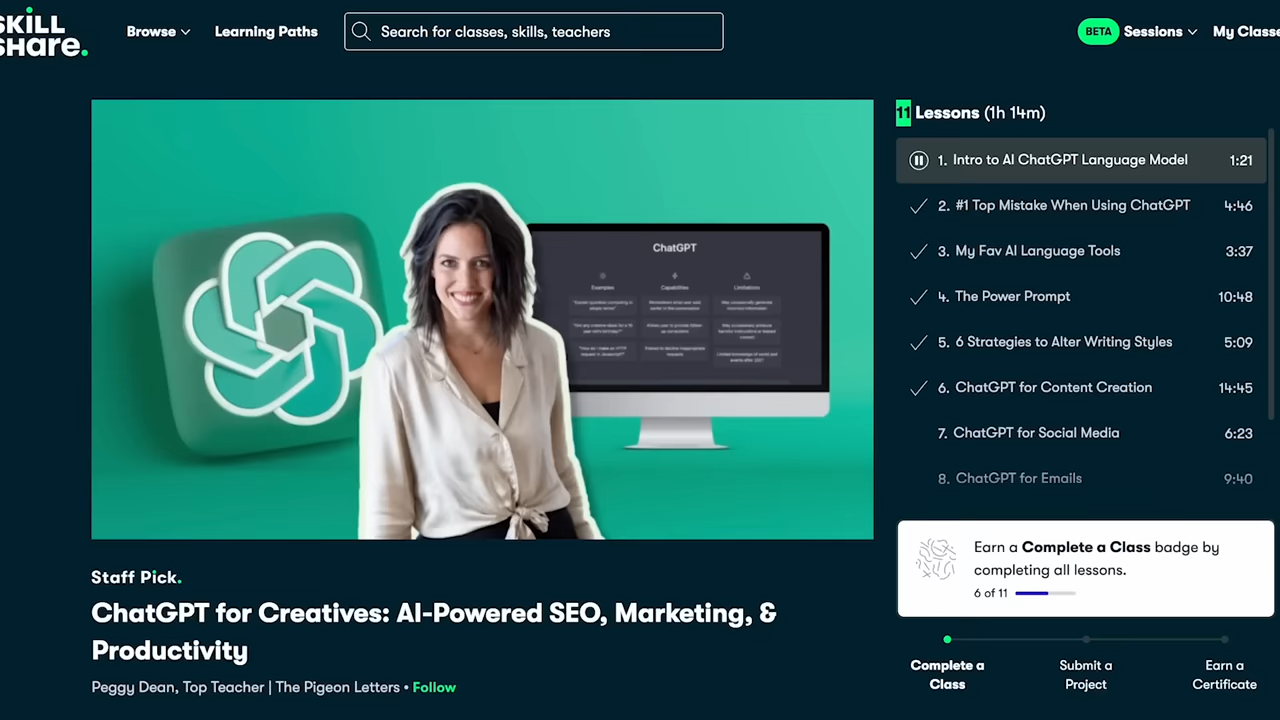 SKILL
SHare.
Browse
Learning Paths
Search for classes, skills, teachers
BETA
Sessions
My Classe
ChatGPT
Examples
Capabilities
Limitations
11 Lessons (1h 14m)
1. Intro to AI ChatGPT Language Model 1:21
2. #1 Top Mistake When Using ChatGPT 4:46
3. My Fav AI Language Tools 3:37
4. The Power Prompt 10:48
5. 6 Strategies to Alter Writing Styles 5:09
6. ChatGPT for Content Creation 14:45
7. ChatGPT for Social Media 6:23
8. ChatGPT for Emails 9:40
Earn a Complete a Class badge by
completing all lessons.
6 of 11
Complete a
Class
Submit a
Project
Earn a
Certificate
Staff Pick.
ChatGPT for Creatives: AI-Powered SEO, Marketing, &
Productivity
Peggy Dean, Top Teacher | The Pigeon Letters • Follow